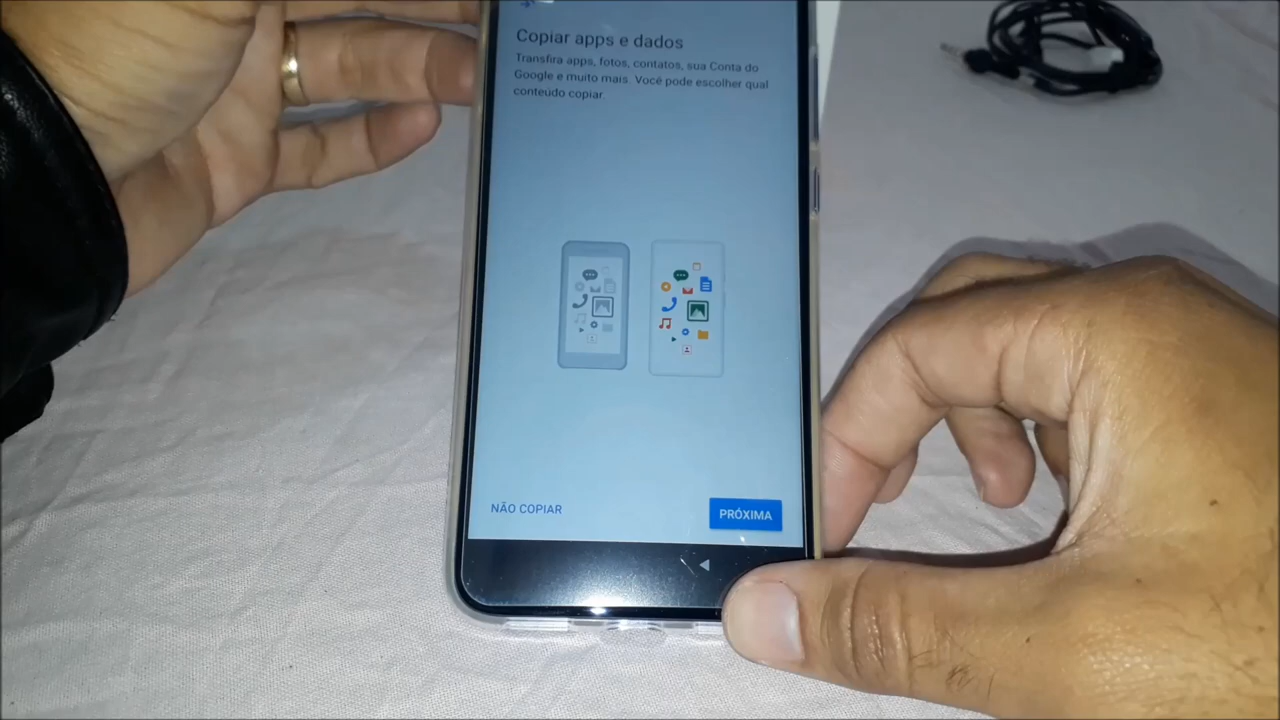 Copiar apps e dados
Transfira apps, fotos, contatos, sua Conta do
Google e muito mais. Você pode escolher qual
conteúdo copiar.
NÃO COPIAR
PRÓXIMA